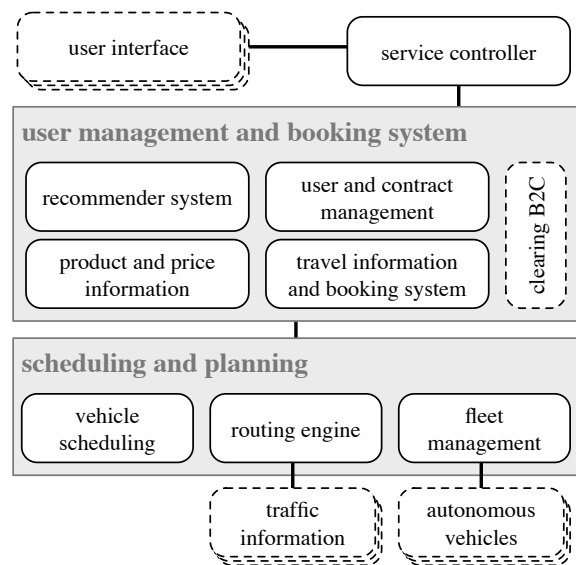 user interface
service controller
user management and booking system
recommender system
user and contract
management
clearing B2C
product and price
information
travel information
and booking system
scheduling and planning
vehicle
scheduling
routing engine
fleet
management
traffic
information
autonomous
vehicles